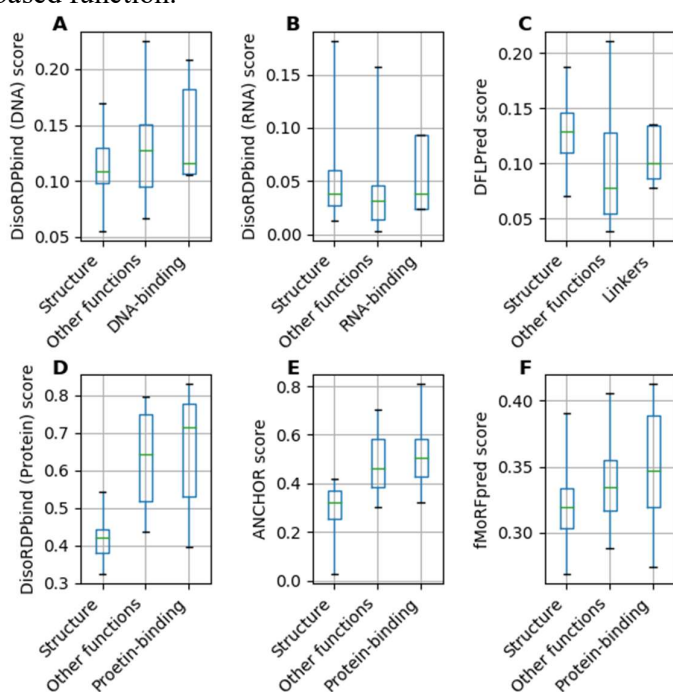 based function.
A
DisoRDPbind (DNA) score
0.20
0.15
0.10
0.05
Structure
Other functions
DNA-binding
B
DisoRDPbind (RNA) score
0.15
0.10
0.05
0.00
Structure
Other functions
RNA-binding
C
DFLPred score
0.20
0.15
0.10
0.05
Structure
Other functions
Linkers
D
DisoRDPbind (Protein) score
0.8
0.7
0.6
0.5
0.4
0.3
Structure
Other functions
Proetin-binding
E
ANCHOR score
0.8
0.6
0.4
0.2
0.0
Structure
Other functions
Protein-binding
F
fMoRFpred score
0.40
0.35
0.30
Structure
Other functions
Protein-binding